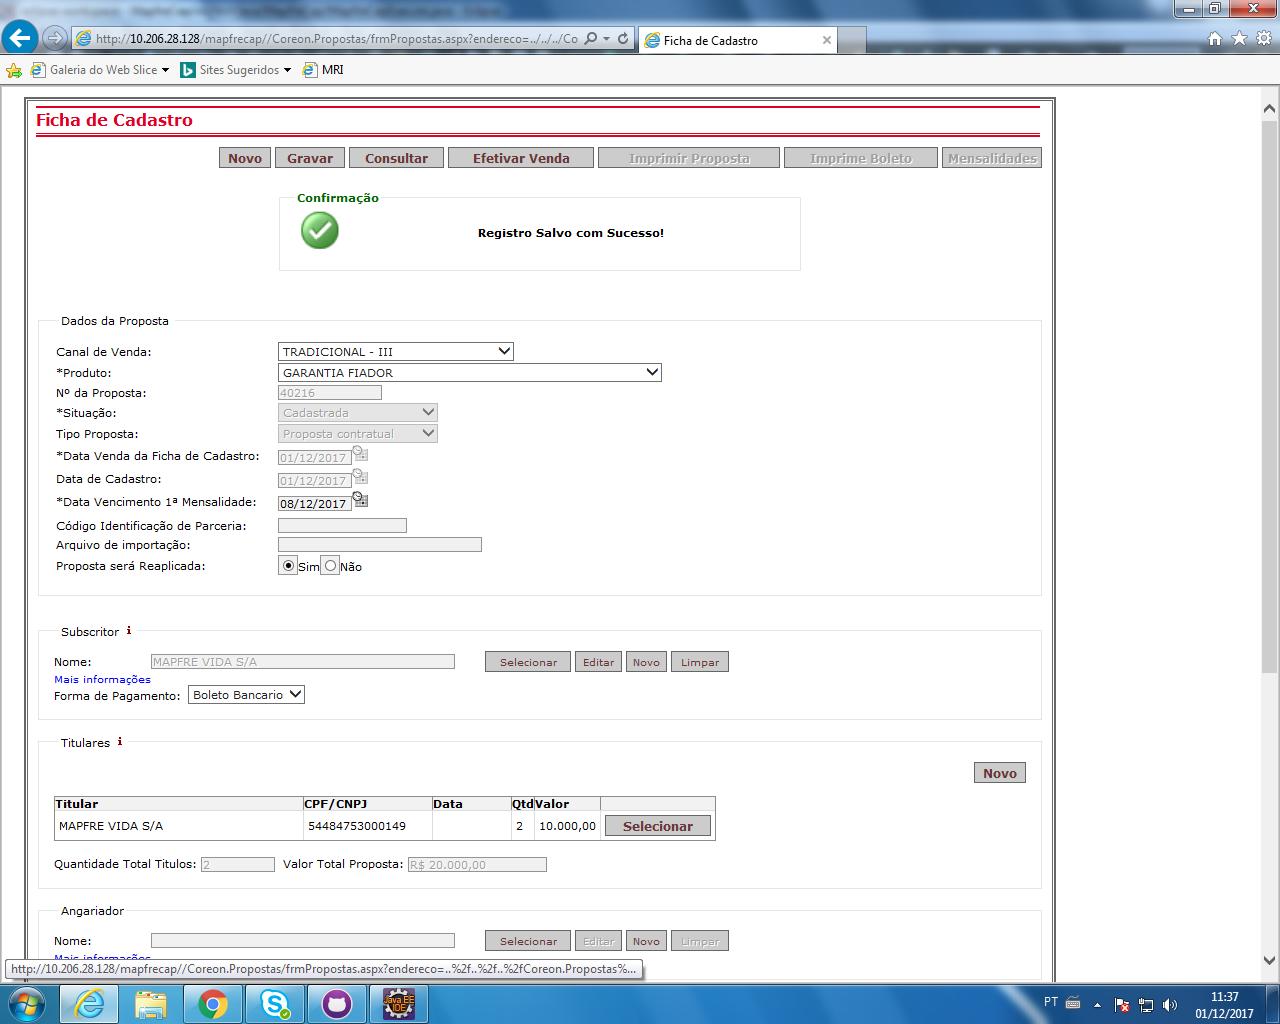 http://10.206.28.128/mapfrecap//Coreon.Propostas/frmPropostas.aspx?endereco=../../../Co
Ficha de Cadastro
Galeria do Web Slice
Sites Sugeridos
MRI
Ficha de Cadastro
Novo Gravar Consultar Efetivar Venda Imprimir Proposta Imprime Boleto Mensalidades
Confirmação
Registro Salvo com Sucesso!
Dados da Proposta
Canal de Venda: TRADICIONAL - III
*Produto: GARANTIA FIADOR
Nº da Proposta: 40216
*Situação: Cadastrada
Tipo Proposta: Proposta contratual
*Data Venda da Ficha de Cadastro: 01/12/2017
Data de Cadastro: 01/12/2017
*Data Vencimento 1ª Mensalidade: 08/12/2017
Código Identificação de Parceria:
Arquivo de importação:
Proposta será Reaplicada: Sim Não
Subscritor i
Nome: MAPFRE VIDA S/A Selecionar Editar Novo Limpar
Mais informações
Forma de Pagamento: Boleto Bancario
Titulares i
Novo
Titular CPF/CNPJ Data Qtd Valor
MAPFRE VIDA S/A 54484753000149 2 10.000,00 Selecionar
Quantidade Total Titulos: 2 Valor Total Proposta: R$ 20.000,00
Angariador
Nome: Selecionar Editar Novo Limpar
Mais informações
http://10.206.28.128/mapfrecap//Coreon.Propostas/frmPropostas.aspx?endereco=..%2f..%2f..%2fCoreon.Propostas%...
Java EE
IDE
PT
11:37
01/12/2017